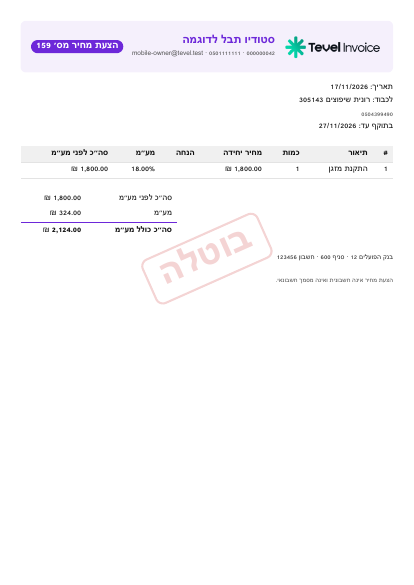 Tevel Invoice
סטודיו תבל לדוגמה
mobile-owner@tevel.test · 0501111111 · 000000042
הצעת מחיר מס׳ 159
תאריך: 17/11/2026
לכבוד: רונית שיפוצים 305143
0504399490
בתוקף עד: 27/11/2026
# תיאור כמות מחיר יחידה הנחה מע״מ סה״כ לפני מע״מ
1 התקנת מזגן 1 1,800.00 ₪ 18.00% 1,800.00 ₪
סה״כ לפני מע״מ 1,800.00 ₪
מע״מ 324.00 ₪
סה״כ כולל מע״מ 2,124.00 ₪
בוטלה
בנק הפועלים 12 · סניף 600 · חשבון 123456
הצעת מחיר אינה חשבונית ואינה מסמך חשבונאי.